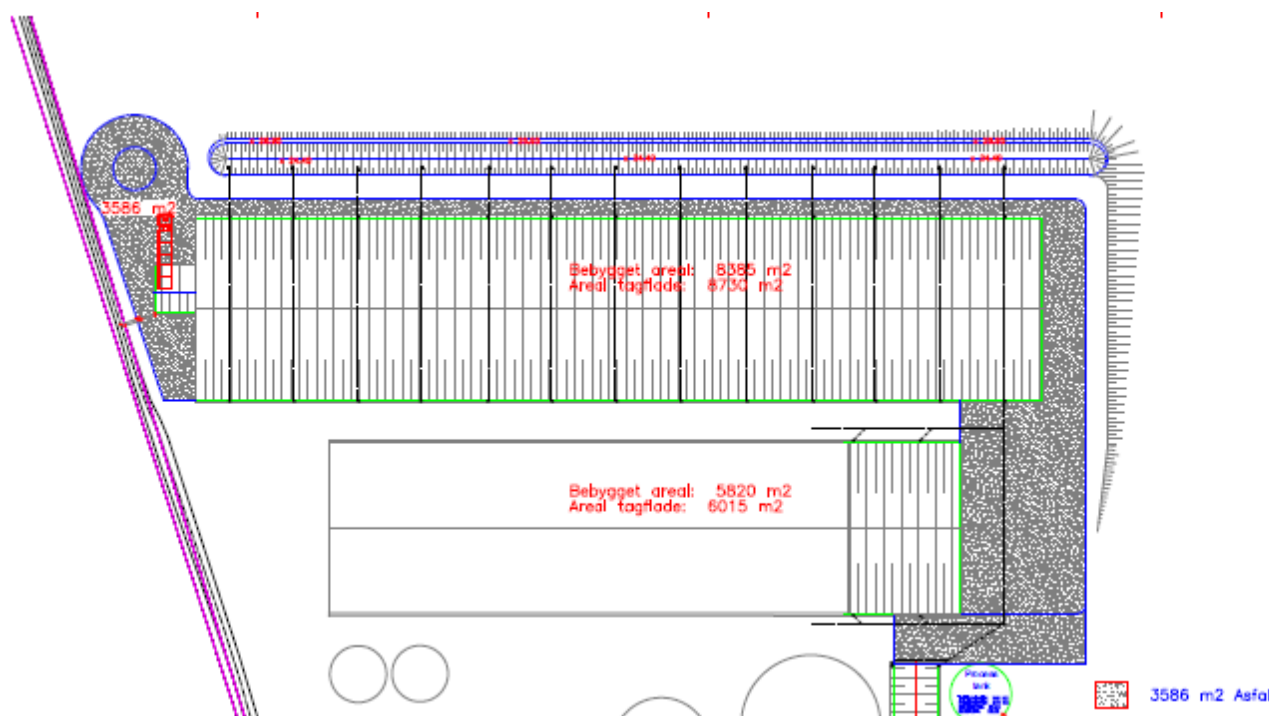 3586 m2
Bebygget areal: 8385 m2
Areal tagflade: 8730 m2
Bebygget areal: 5820 m2
Areal tagflade: 6015 m2
tank
3586 m2 Asfal